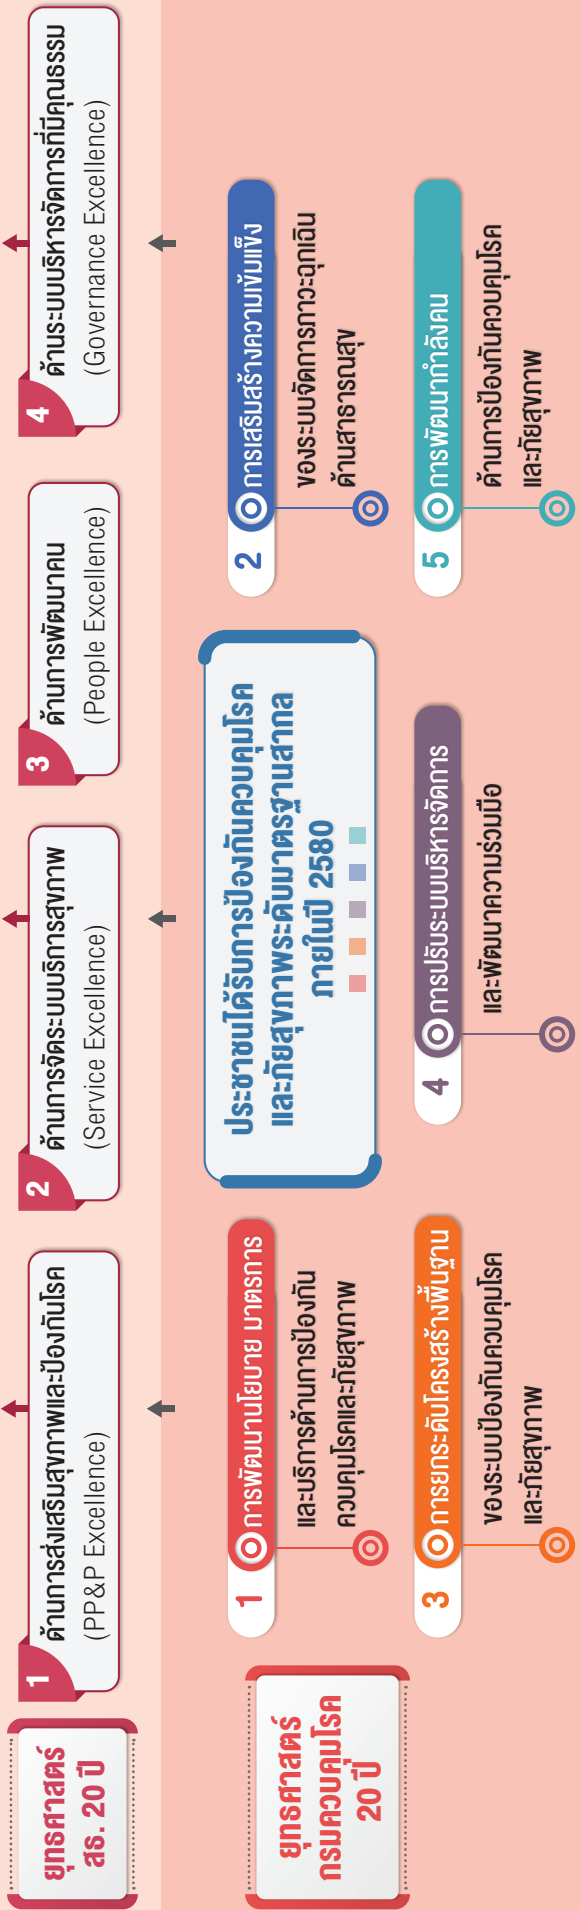 ยุทธศาสตร์
สธ. 20 ปี
1
ด้านการส่งเสริมสุขภาพและป้องกันโรค
(PP&P Excellence)
2
ด้านการจัดระบบบริการสุขภาพ
(Service Excellence)
3
ด้านการพัฒนาคน
(People Excellence)
4
ด้านระบบบริหารจัดการที่มีคุณธรรม
(Governance Excellence)
ยุทธศาสตร์
กรมควบคุมโรค
20 ปี
ประชาชนได้รับการป้องกันควบคุมโรค
และภัยสุขภาพระดับมาตรฐานสากล
ภายในปี 2580
1 การพัฒนานโยบาย มาตรการ
และบริการด้านการป้องกัน
ควบคุมโรคและภัยสุขภาพ
2 การเสริมสร้างความเข้มแข็ง
ของระบบจัดการภาวะฉุกเฉิน
ด้านสาธารณสุข
3 การยกระดับโครงสร้างพื้นฐาน
ของระบบป้องกันควบคุมโรค
และภัยสุขภาพ
4 การปรับระบบบริหารจัดการ
และพัฒนาความร่วมมือ
5 การพัฒนากำลังคน
ด้านการป้องกันควบคุมโรค
และภัยสุขภาพ